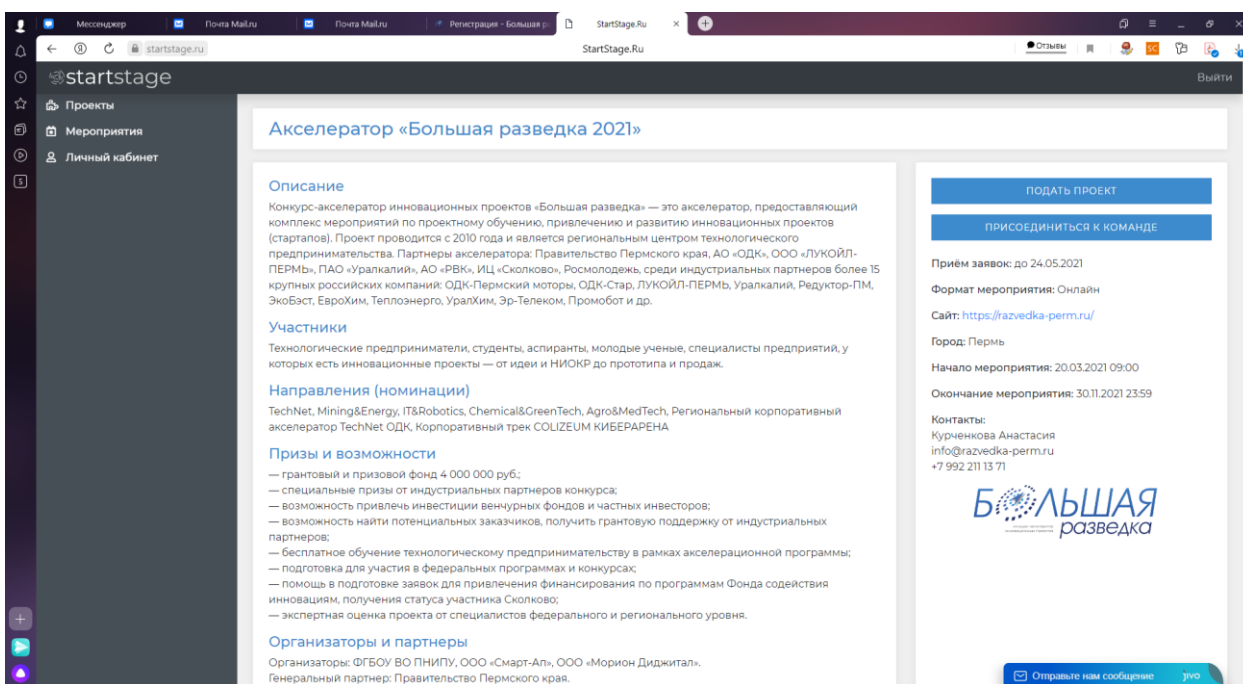 Мессенджер
Почта Mail.ru
Почта Mail.ru
Регистрация - Большая р
StartStage.Ru
startstage.ru
StartStage.Ru
Отзывы
startstage
Выйти
Проекты
Мероприятия
Личный кабинет
Акселератор «Большая разведка 2021»
Описание
Конкурс-акселератор инновационных проектов «Большая разведка» — это акселератор, предоставляющий
комплекс мероприятий по проектному обучению, привлечению и развитию инновационных проектов
(стартапов). Проект проводится с 2010 года и является региональным центром технологического
предпринимательства. Партнеры акселератора: Правительство Пермского края, АО «ОДК», ООО «ЛУКОЙЛ-
ПЕРМЬ», ПАО «Уралкалий», АО «РВК», ИЦ «Сколково», Росмолодежь, среди индустриальных партнеров более 15
крупных российских компаний: ОДК-Пермский моторы, ОДК-Стар, ЛУКОЙЛ-ПЕРМЬ, Уралкалий, Редуктор-ПМ,
ЭкоБэст, ЕвроХим, Теплоэнерго, УралХим, Эр-Телеком, Промобот и др.
Участники
Технологические предприниматели, студенты, аспиранты, молодые ученые, специалисты предприятий, у
которых есть инновационные проекты — от идеи и НИОКР до прототипа и продаж.
Направления (номинации)
TechNet, Mining&Energy, IT&Robotics, Chemical&GreenTech, Agro&MedTech, Региональный корпоративный
акселератор TechNet ОДК, Корпоративный трек COLIZEUM КИБЕРАРЕНА
Призы и возможности
— грантовый и призовой фонд 4 000 000 руб.;
— специальные призы от индустриальных партнеров конкурса;
— возможность привлечь инвестиции венчурных фондов и частных инвесторов;
— возможность найти потенциальных заказчиков, получить грантовую поддержку от индустриальных
партнеров;
— бесплатное обучение технологическому предпринимательству в рамках акселерационной программы;
— подготовка для участия в федеральных программах и конкурсах;
— помощь в подготовке заявок для привлечения финансирования по программам Фонда содействия
инновациям, получения статуса участника Сколково;
— экспертная оценка проекта от специалистов федерального и регионального уровня.
Организаторы и партнеры
Организаторы: ФГБОУ ВО ПНИПУ, ООО «Смарт-Ап», ООО «Морион Диджитал».
Генеральный партнер: Правительство Пермского края.
ПОДАТЬ ПРОЕКТ
ПРИСОЕДИНИТЬСЯ К КОМАНДЕ
Приём заявок: до 24.05.2021
Формат мероприятия: Онлайн
Сайт: https://razvedka-perm.ru/
Город: Пермь
Начало мероприятия: 20.03.2021 09:00
Окончание мероприятия: 30.11.2021 23:59
Контакты:
Курченкова Анастасия
info@razvedka-perm.ru
+7 992 211 13 71
БОЛЬШАЯ
разведка
Отправьте нам сообщение
jivo